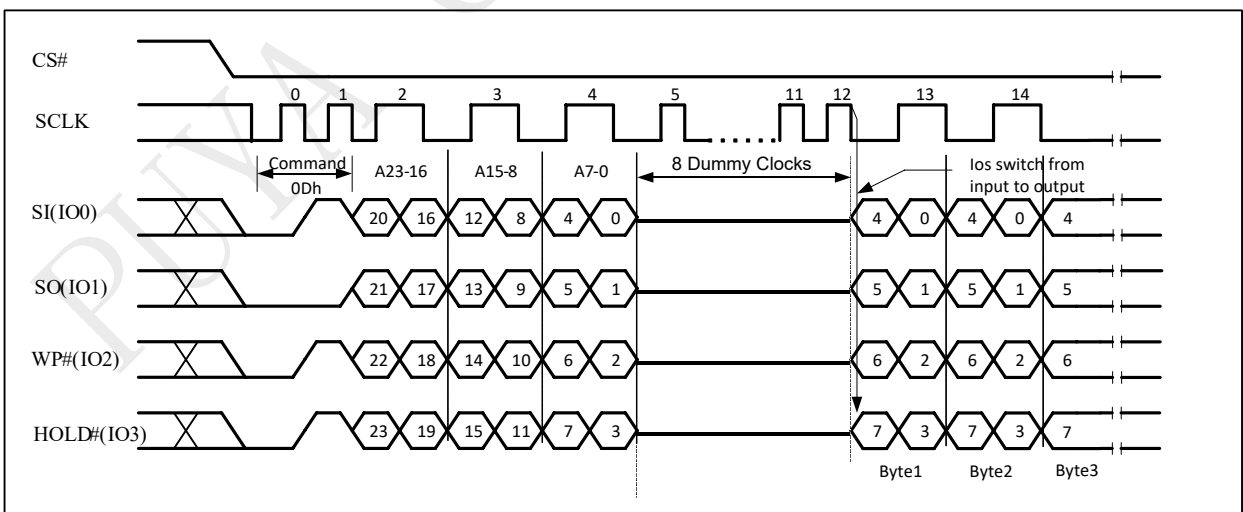 PUYA
CS#
0 1 2 3 4 5 11 12 13 14
SCLK
Command
0Dh
A23-16 A15-8 A7-0 8 Dummy Clocks
Ios switch from
input to output
SI(IO0) 20 16 12 8 4 0 4 0 4 0 4
SO(IO1) 21 17 13 9 5 1 5 1 5 1 5
WP#(IO2) 22 18 14 10 6 2 6 2 6 2 6
HOLD#(IO3) 23 19 15 11 7 3 7 3 7 3 7
Byte1 Byte2 Byte3